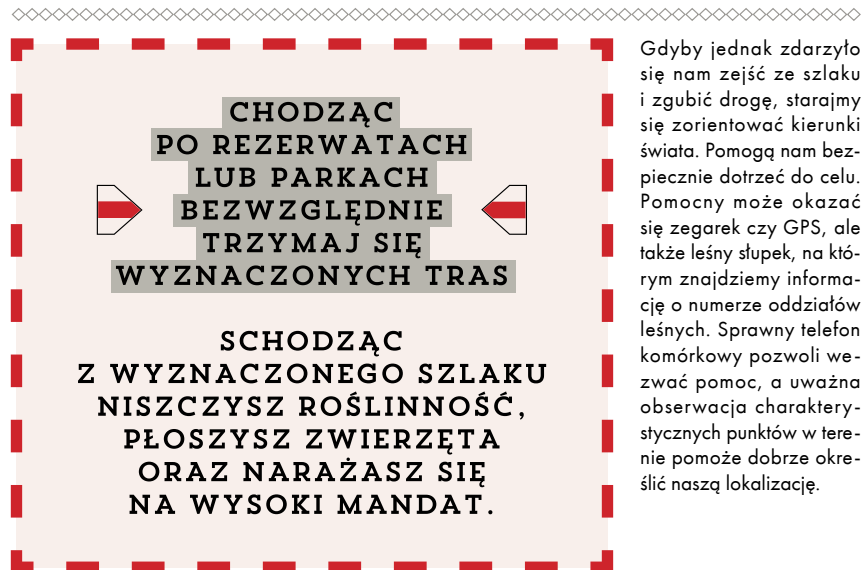 CHODZĄC
PO REZERWATACH
LUB PARKACH
BEZWZGLĘDNIE
TRZYMAJ SIĘ
WYZNACZONYCH TRAS
SCHODZĄC
Z WYZNACZONEGO SZLAKU
NISZCZYSZ ROŚLINNOŚĆ,
PŁOSZYSZ ZWIERZĘTA
ORAZ NARAŻASZ SIĘ
NA WYSOKI MANDAT.
Gdyby jednak zdarzyło
się nam zejść ze szlaku
i zgubić drogę, starajmy
się zorientować kierunki
świata. Pomogą nam bez-
piecznie dotrzeć do celu.
Pomocny może okazać
się zegarek czy GPS, ale
także leśny słupek, na któ-
rym znajdziemy informa-
cję o numerze oddziałów
leśnych. Sprawny telefon
komórkowy pozwoli we-
zwać pomoc, a uważna
obserwacja charaktery-
stycznych punktów w tere-
nie pomoże dobrze okre-
ślić naszą lokalizację.